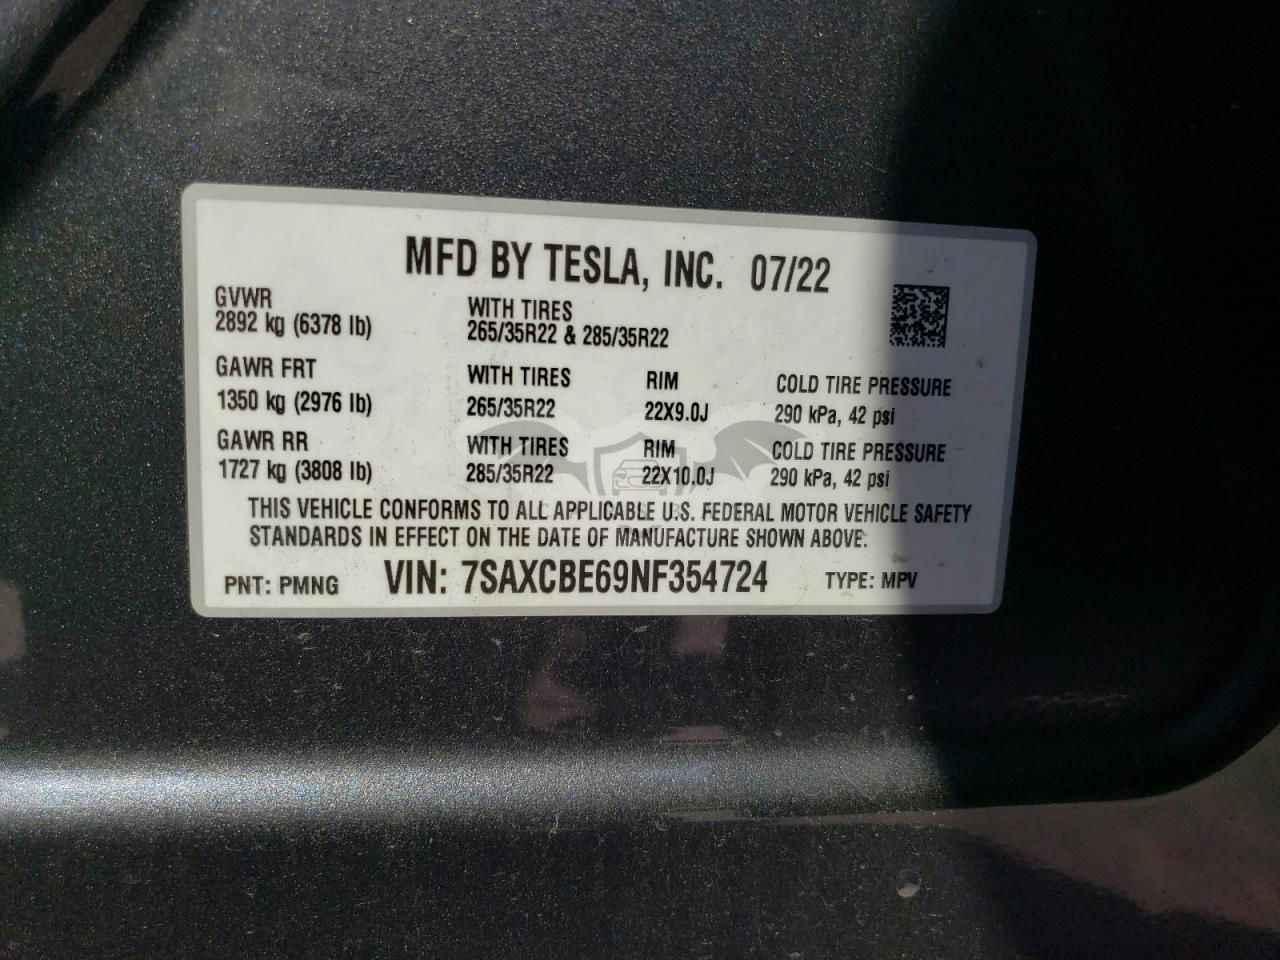 MFD BY TESLA, INC. 07/22
GVWR
2892 kg (6378 lb)
WITH TIRES
265/35R22 & 285/35R22
GAWR FRT
1350 kg (2976 lb)
WITH TIRES
265/35R22
RIM
22X9.0J
COLD TIRE PRESSURE
290 kPa, 42 psi
GAWR RR
1727 kg (3808 lb)
WITH TIRES
285/35R22
RIM
22X10.0J
COLD TIRE PRESSURE
290 kPa, 42 psi
THIS VEHICLE CONFORMS TO ALL APPLICABLE U.S. FEDERAL MOTOR VEHICLE SAFETY
STANDARDS IN EFFECT ON THE DATE OF MANUFACTURE SHOWN ABOVE.
PNT: PMNG VIN: 7SAXCBE69NF354724 TYPE: MPV